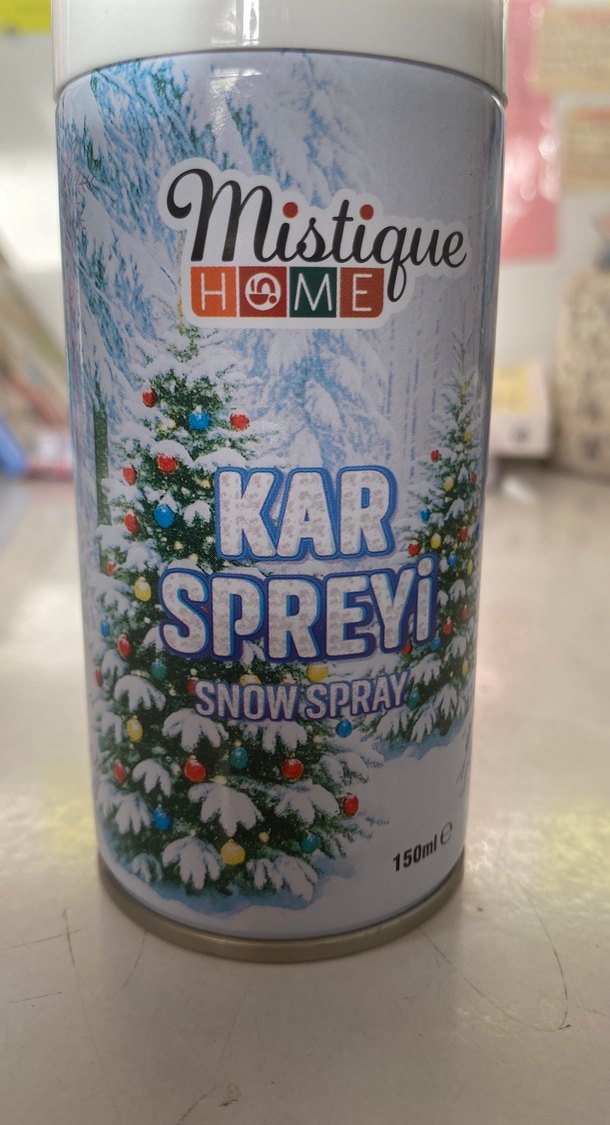 Mistique
HOME
KAR
SPREYi
SNOW SPRAY
150ml ℮